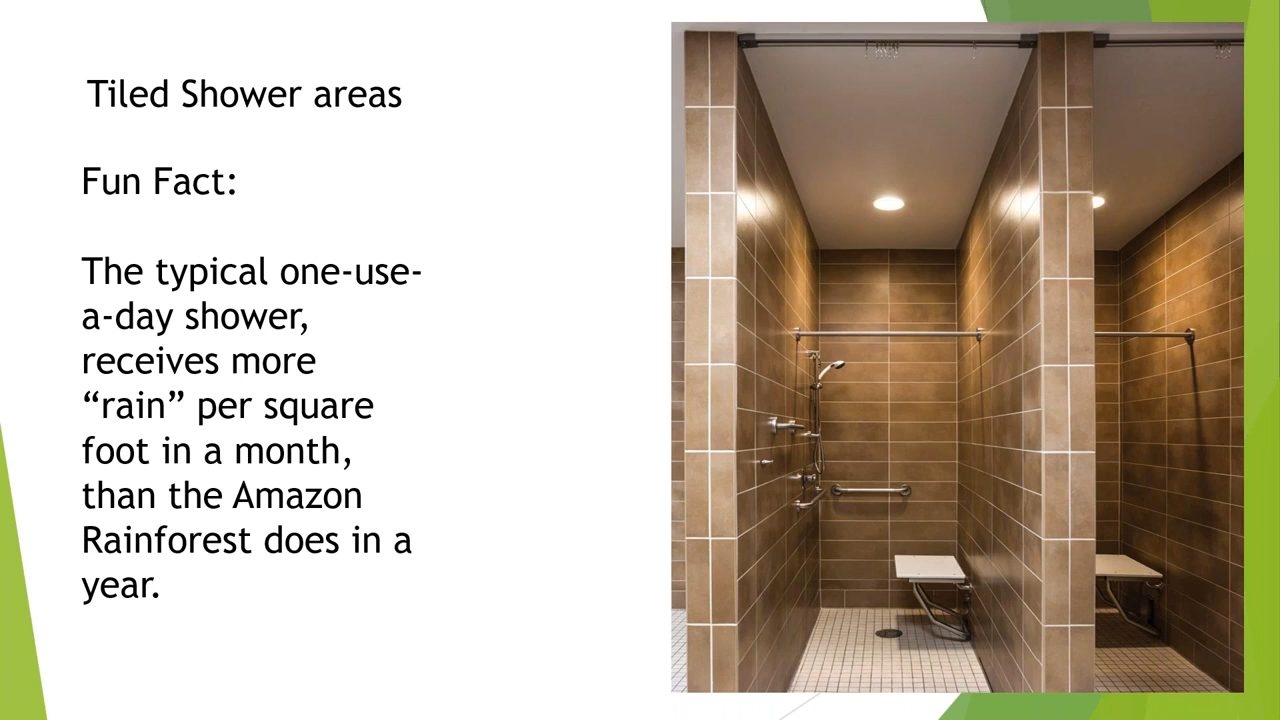 Tiled Shower areas
Fun Fact:
The typical one-use-
a-day shower,
receives more
“rain” per square
foot in a month,
than the Amazon
Rainforest does in a
year.